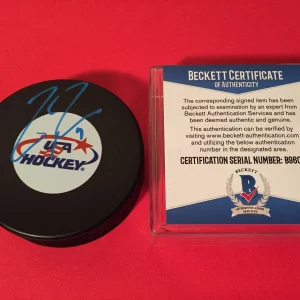 USA
HOCKEY
BECKETT CERTIFICATE
OF AUTHENTICITY
The corresponding signed item has been
subjected to examination by an expert from
Beckett Authentication Services and has
been deemed authentic and genuine.
This authentication can be verified by
visiting www.beckett-authentication.com and
utilizing the below authentication number
in the designated area.
CERTIFICATION SERIAL NUMBER:
BECKETT
B
AUTHENTICATION SERVICES